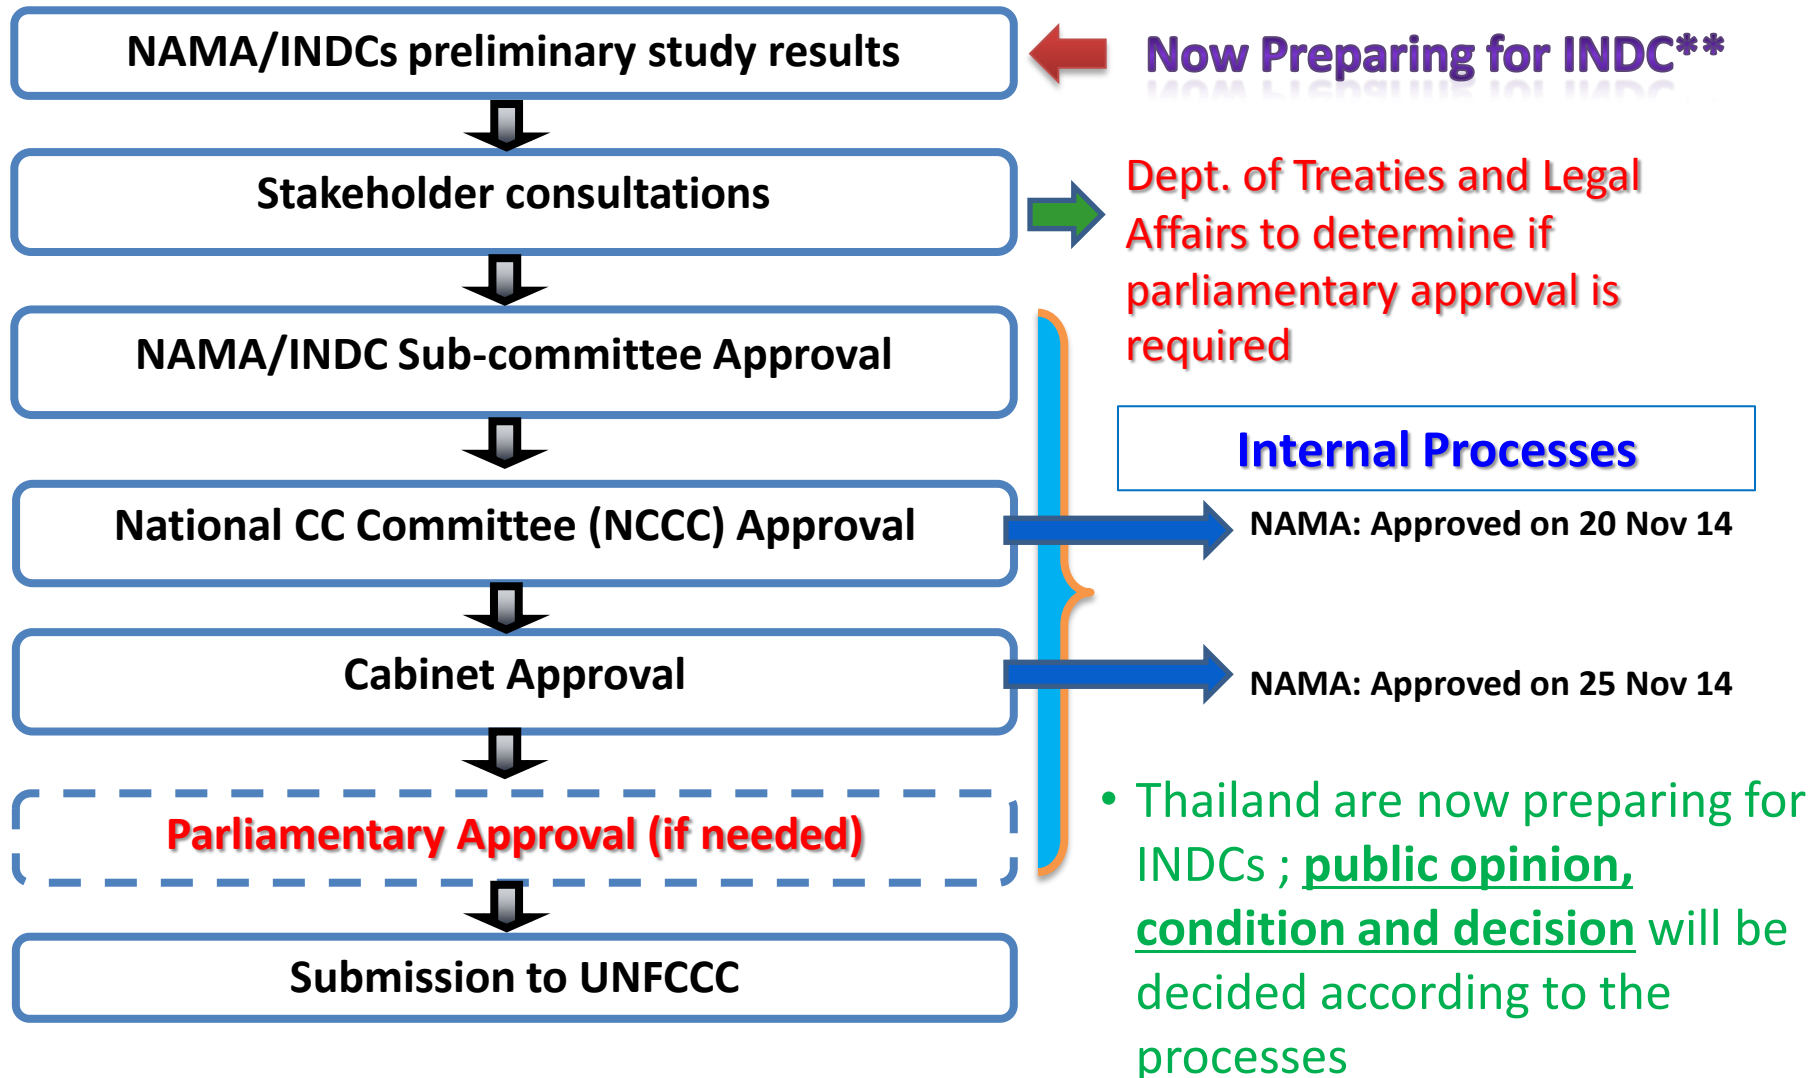 NAMA/INDCs preliminary study results
Now Preparing for INDC**
Stakeholder consultations
Dept. of Treaties and Legal
Affairs to determine if
parliamentary approval is
required
NAMA/INDC Sub-committee Approval
Internal Processes
National CC Committee (NCCC) Approval
NAMA: Approved on 20 Nov 14
Cabinet Approval
NAMA: Approved on 25 Nov 14
Parliamentary Approval (if needed)
• Thailand are now preparing for
INDCs ; public opinion,
condition and decision will be
decided according to the
processes
Submission to UNFCCC